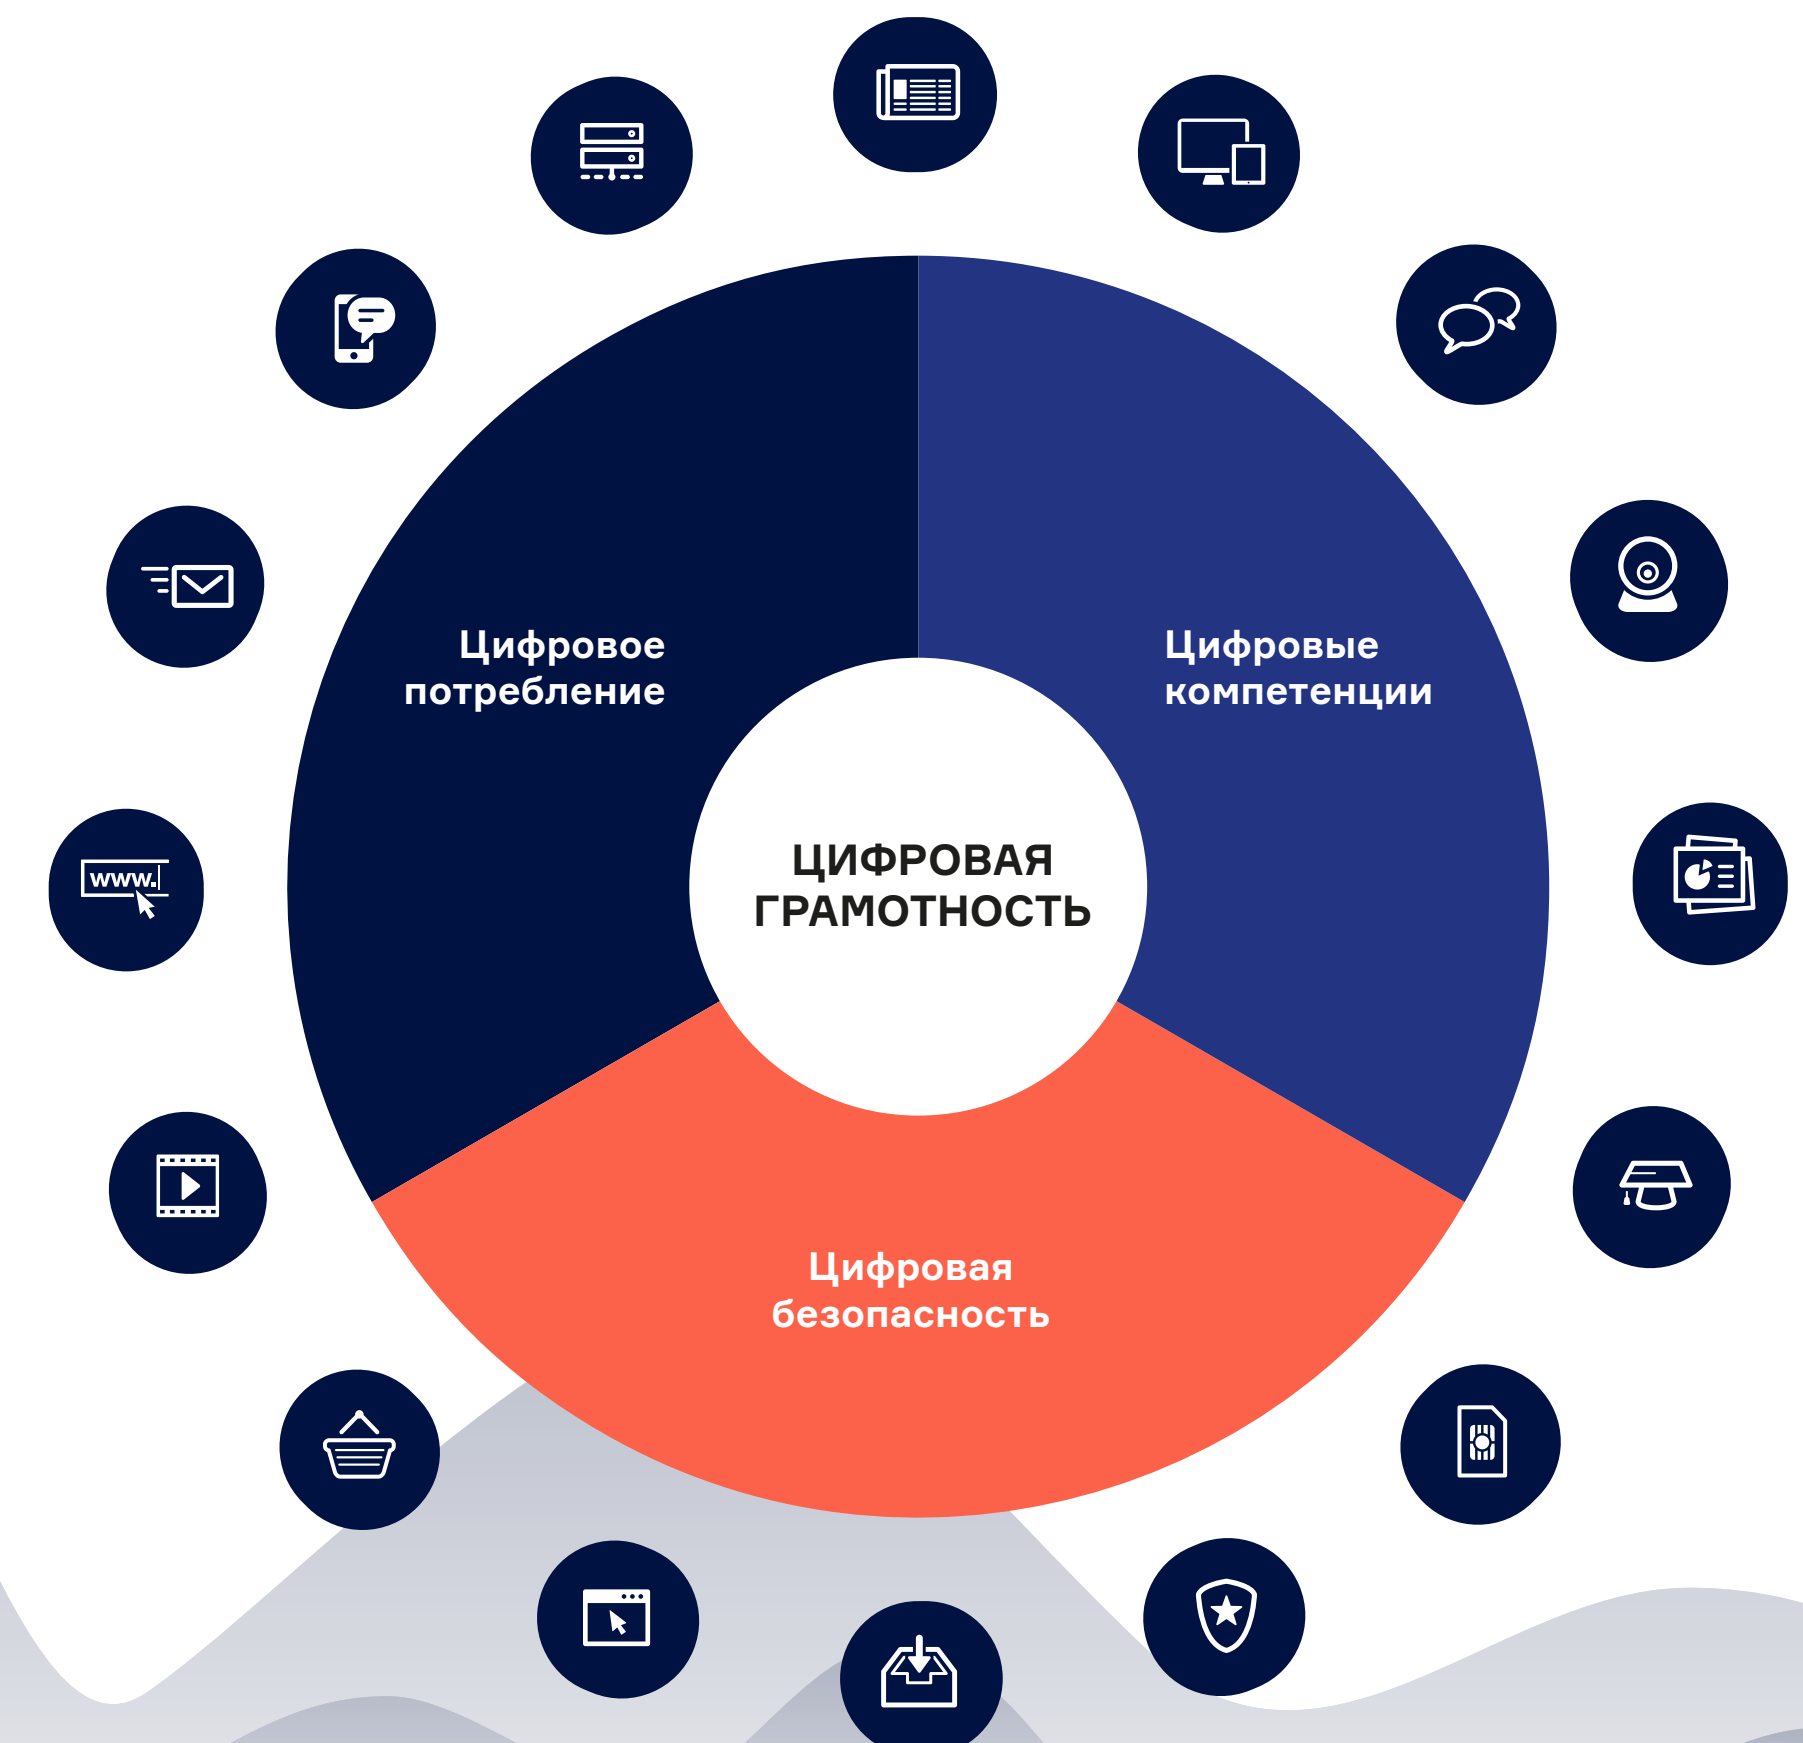 Цифровое
потребление
Цифровые
компетенции
ЦИФРОВАЯ
ГРАМОТНОСТЬ
www.
Цифровая
безопасность